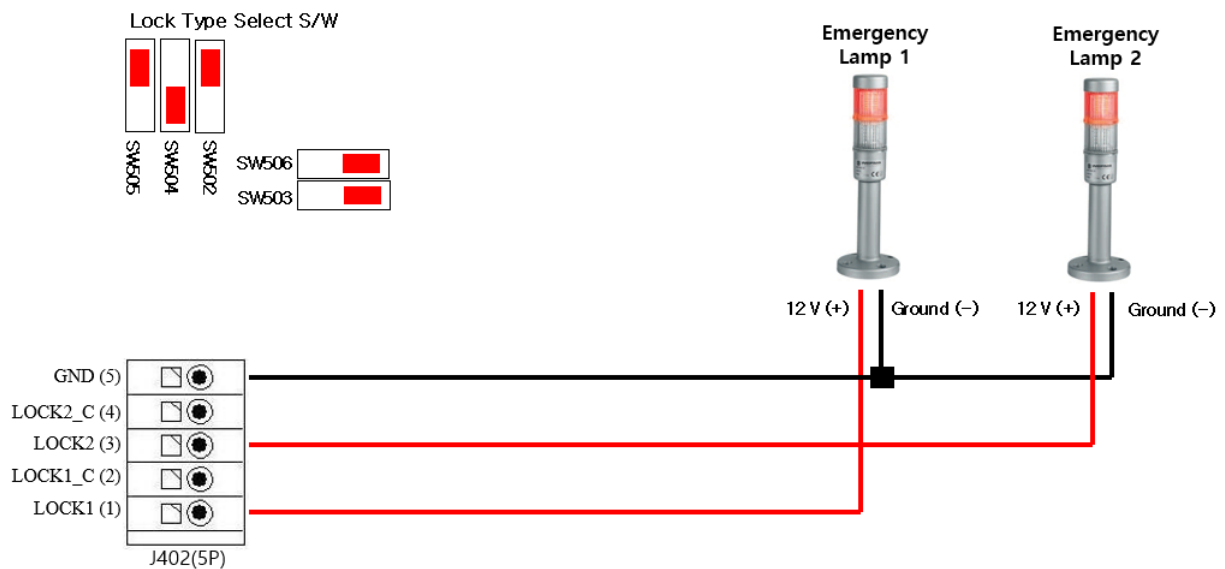 Lock Type Select S/W
SW505
SW504
SW502
SW506
SW503
Emergency
Lamp 1
Emergency
Lamp 2
12 V (+)
Ground (-)
12 V (+)
Ground (-)
GND (5)
LOCK2_C (4)
LOCK2 (3)
LOCK1_C (2)
LOCK1 (1)
J402(5P)